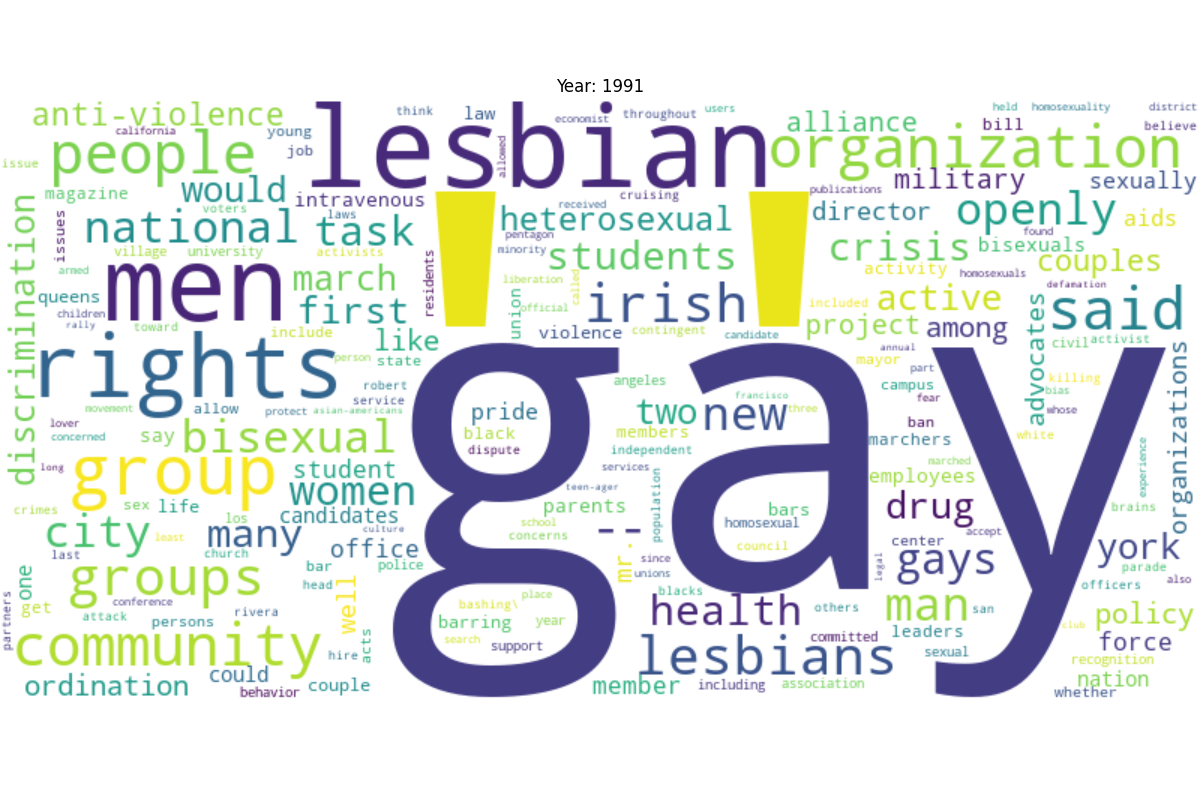 Year: 1991
anti-violence
think
law
economist
throughout
users
alliance
held
homosexuality
district
california
young
lesbian
allowed
bill
believe
issue
people
job
organization
magazine
would
intravenous
cruising
publications
military
sexually
voters
laws
received
director
openly
aids
discrimination
issues
national
task
heterosexual
pentagon
found
village
university
activists
residents
''
minority
students
crisis
bisexuals
armed
men
march
liberation
called
activity
homosexuals
couples
queens
children
first
union
official
irish
included
active
defamation
said
rally
toward
include
like
violence
contingent
candidate
project
among
advocates
civil
activist
rights
person
state
gay
annual
mayor
part
killing
organizations
robert
service
angeles
campus
fear
bias
movement
allow
protect
asian-americans
pride
francisco
two
new
three
ban
whose
lover
concerned
say
bisexual
black
members
marchers
white
dispute
independent
long
group
student
services
marched
experience
women
teen-ager
population
employees
crimes
sex
life
los
candidates
parents
bars
drug
brains
city
many
culture
school
concerns
--
homosexual
accept
least
last
church
office
mr.
council
center
gays
york
one
groups
bar
police
since
unions
legal
parade
head
well
place
blacks
officers
also
partners
get
conference
rivera
bashing\
health
others
man
san
policy
attack
persons
barring
year
club
community
acts
search
support
committed
leaders
force
hire
lesbians
sexual
recognition
ordination
could
behavior
couple
member
including
association
nation
whether